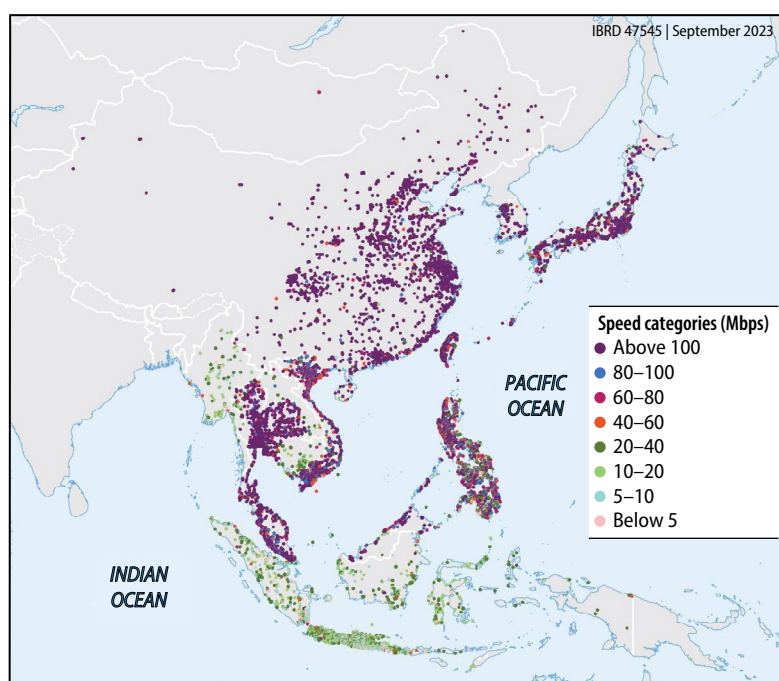 IBRD 47545 | September 2023
Speed categories (Mbps)
Above 100
80–100
60–80
40–60
20–40
10–20
5–10
Below 5
PACIFIC
OCEAN
INDIAN
OCEAN